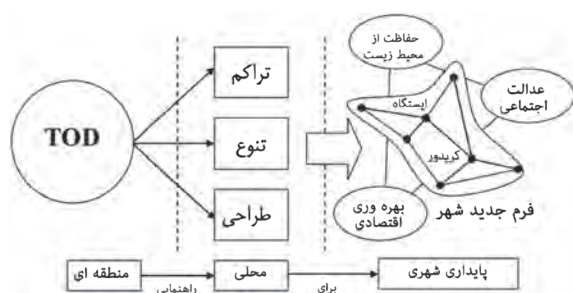 حفاظت از
محیط زیست
تراکم
ایستگاه
عدالت
اجتماعی
TOD
تنوع
کریدور
بهره وری
اقتصادی
طراحی
فرم جدید شهر
منطقه ای
راهنمایی
محلی
برای
پایداری شهری